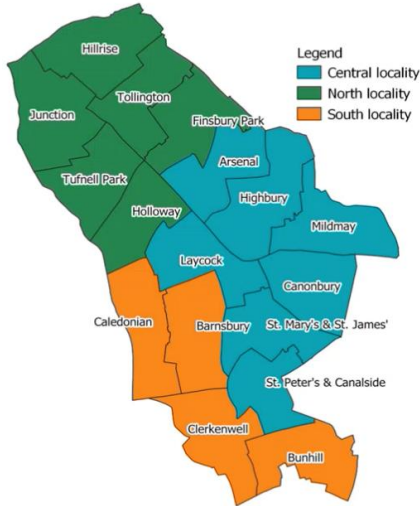 Hillrise
Legend
Central locality
North locality
South locality
Tollington
Junction
Finsbury Park
Arsenal
Tufnell Park
Highbury
Holloway
Mildmay
Laycock
Canonbury
Caledonian
Barnsbury
St. Mary's & St. James'
St. Peter's & Canalside
Clerkenwell
Bunhill